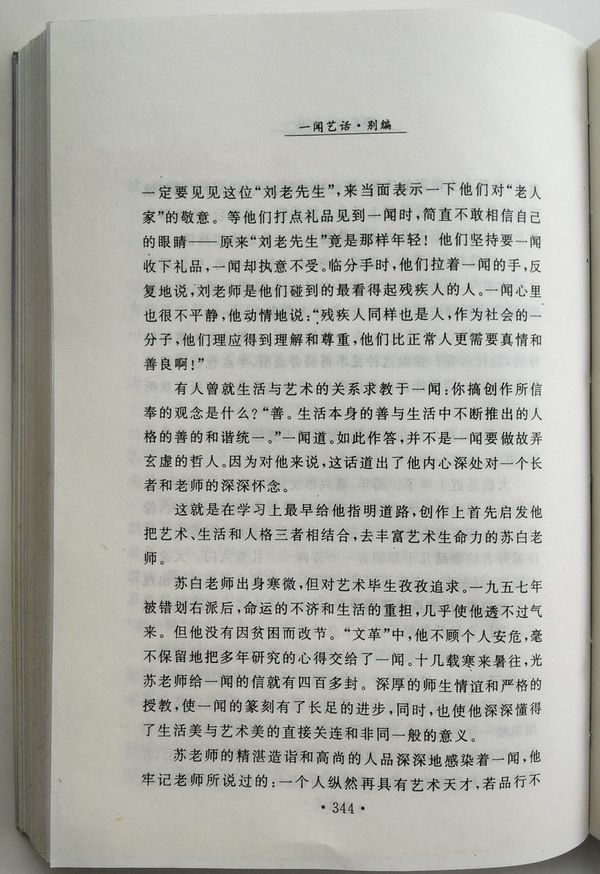 一闻艺话·别编
一定要见见这位“刘老先生”，来当面表示一下他们对“老人
家”的敬意。等他们打点礼品见到一闻时，简直不敢相信自己
的眼睛——原来“刘老先生”竟是那样年轻！他们坚持要一闻
收下礼品，一闻却执意不受。临分手时，他们拉着一闻的手，反
复地说，刘老师是他们碰到的最看得起残疾人的人。一闻心里
也很不平静，他动情地说：“残疾人同样也是人，作为社会的一
分子，他们理应得到理解和尊重，他们比正常人更需要真情和
善良啊！”
有人曾就生活与艺术的关系求教于一闻：你搞创作所信
奉的观念是什么？“善。生活本身的善与生活中不断推出的人
格的善的和谐统一。”一闻道。如此作答，并不是一闻要做故弄
玄虚的哲人。因为对他来说，这话道出了他内心深处对一个长
者和老师的深深怀念。
这就是在学习上最早给他指明道路，创作上首先启发他
把艺术、生活和人格三者相结合，去丰富艺术生命力的苏白老
师。
苏白老师出身寒微，但对艺术毕生孜孜追求。一九五七年
被错划右派后，命运的不济和生活的重担，几乎使他透不过气
来。但他没有因贫困而改节。“文革”中，他不顾个人安危，毫
不保留地把多年研究的心得交给了一闻。十几载寒来暑往，光
苏老师给一闻的信就有四百多封。深厚的师生情谊和严格的
授教，使一闻的篆刻有了长足的进步，同时，也使他深深懂得
了生活美与艺术美的直接关连和非同一般的意义。
苏老师的精湛造诣和高尚的人品深深地感染着一闻，他
牢记老师所说过的：一个人纵然再具有艺术天才，若品行不
·344·